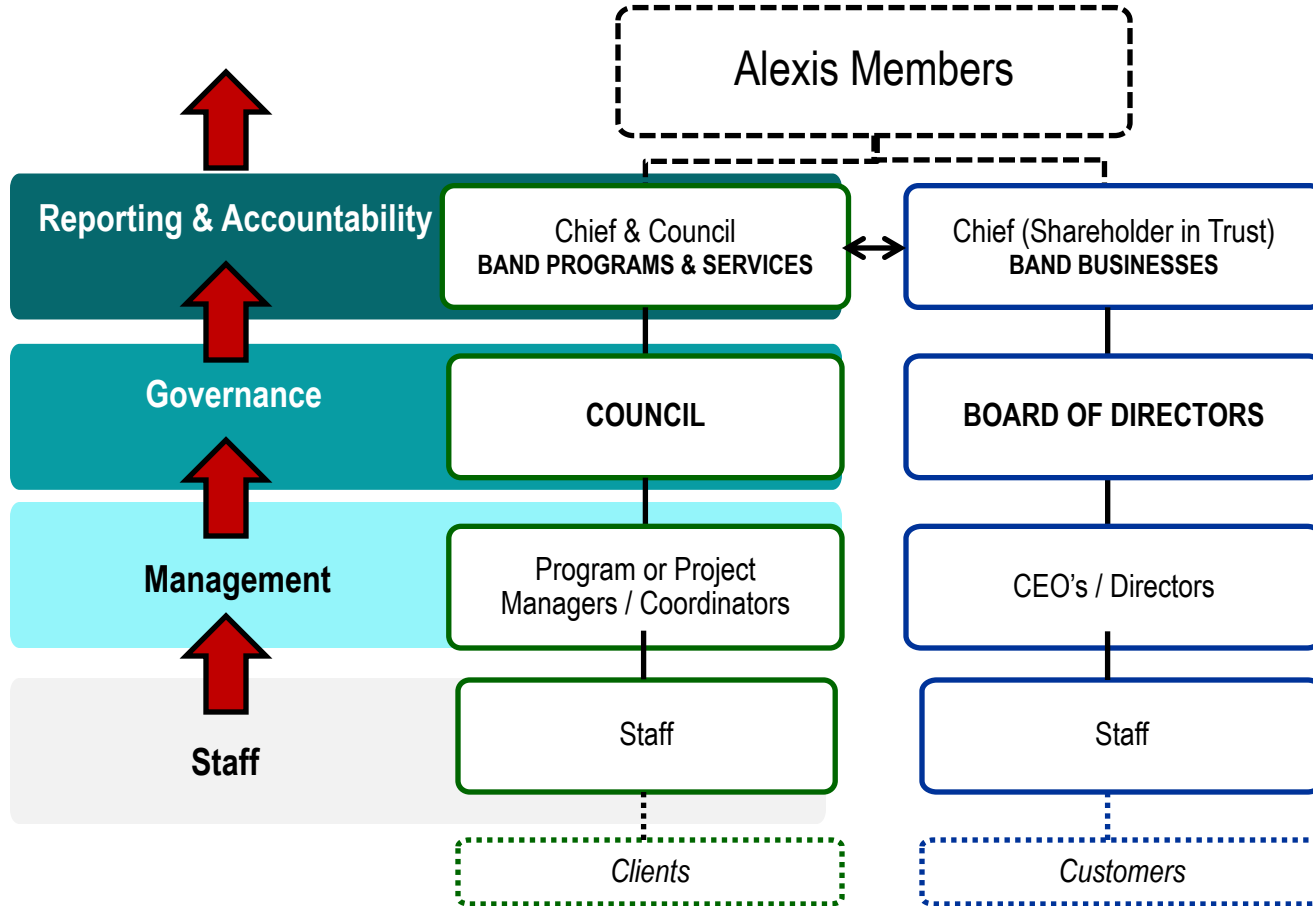 Alexis Members
Reporting & Accountability
Chief & Council
BAND PROGRAMS & SERVICES
Chief (Shareholder in Trust)
BAND BUSINESSES
Governance
COUNCIL
BOARD OF DIRECTORS
Management
Program or Project
Managers / Coordinators
CEO’s / Directors
Staff
Staff
Staff
Clients
Customers